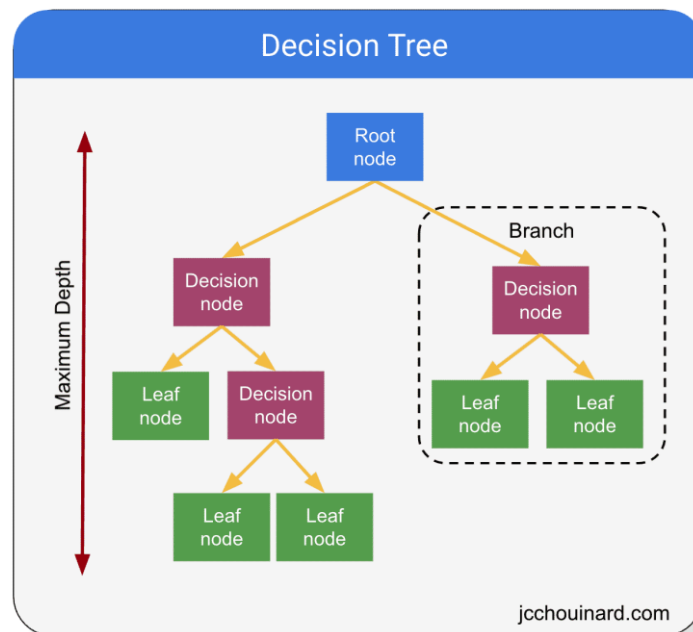 Decision Tree
Root
node
Branch
Maximum Depth
Decision
node
Decision
node
Leaf
node
Decision
node
Leaf
node
Leaf
node
Leaf
node
Leaf
node
jcchouinard.com